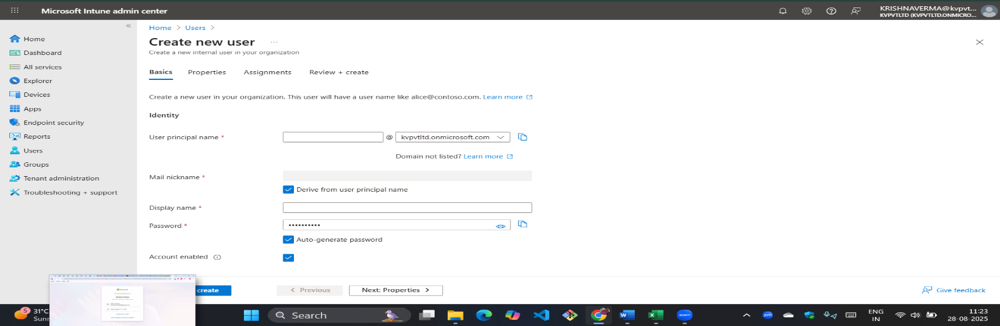 Microsoft Intune admin center
KRISHNAVERMA@kvpvt...
KVPVTLTD (KVPVTLTD.ONMICRO...
Home > Users >
Create new user ...
Create a new internal user in your organization
Home
Dashboard
All services
Explorer
Devices
Apps
Endpoint security
Reports
Users
Groups
Tenant administration
Troubleshooting + support
Basics Properties Assignments Review + create
Create a new user in your organization. This user will have a user name like alice@contoso.com. Learn more
Identity
User principal name * @ kvpvtltd.onmicrosoft.com
Domain not listed? Learn more
Mail nickname *
Derive from user principal name
Display name *
Password * ••••••••••
Auto-generate password
Account enabled
create < Previous Next: Properties > Give feedback
5 31°C
Sunn
Search
zoom
zm
ENG
IN
11:23
28-08-2025